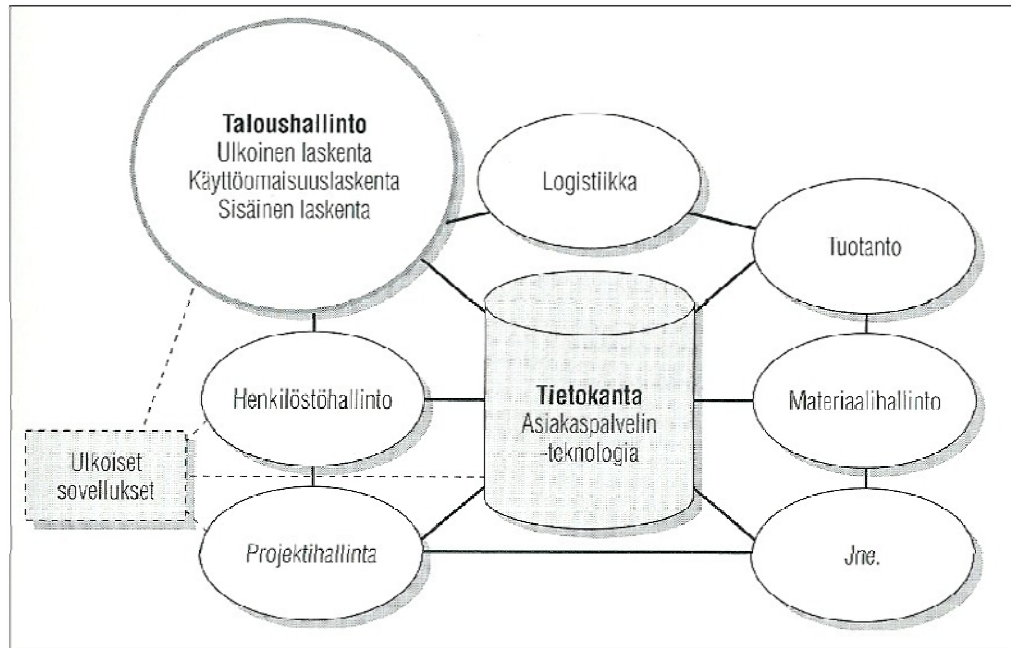 Taloushallinto
Ulkoinen laskenta
Käyttöomaisuuslaskenta
Sisäinen laskenta
Logistiikka
Tuotanto
Henkilöstöhallinto
Tietokanta
Asiakaspalvelin
-teknologia
Materiaalihallinto
Ulkoiset
sovellukset
Projektihallinta
Jne.